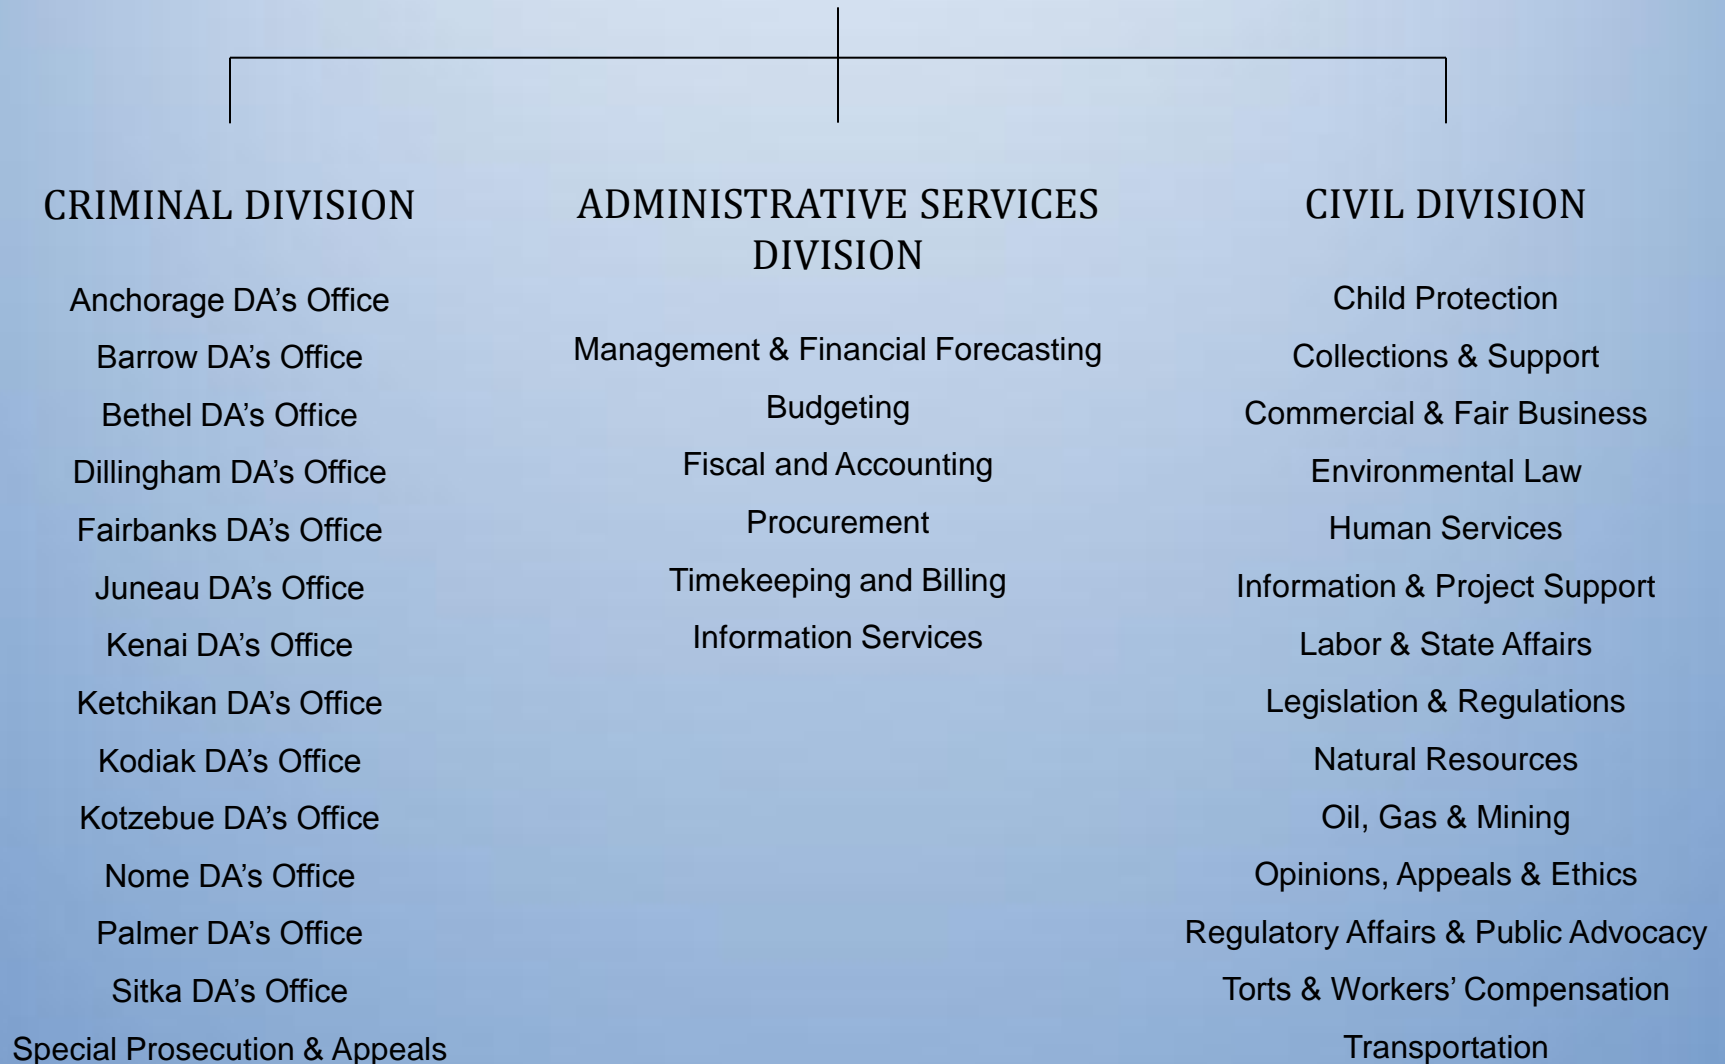 CRIMINAL DIVISION
Anchorage DA’s Office
Barrow DA’s Office
Bethel DA’s Office
Dillingham DA’s Office
Fairbanks DA’s Office
Juneau DA’s Office
Kenai DA’s Office
Ketchikan DA’s Office
Kodiak DA’s Office
Kotzebue DA’s Office
Nome DA’s Office
Palmer DA’s Office
Sitka DA’s Office
Special Prosecution & Appeals
ADMINISTRATIVE SERVICES
DIVISION
Management & Financial Forecasting
Budgeting
Fiscal and Accounting
Procurement
Timekeeping and Billing
Information Services
CIVIL DIVISION
Child Protection
Collections & Support
Commercial & Fair Business
Environmental Law
Human Services
Information & Project Support
Labor & State Affairs
Legislation & Regulations
Natural Resources
Oil, Gas & Mining
Opinions, Appeals & Ethics
Regulatory Affairs & Public Advocacy
Torts & Workers’ Compensation
Transportation